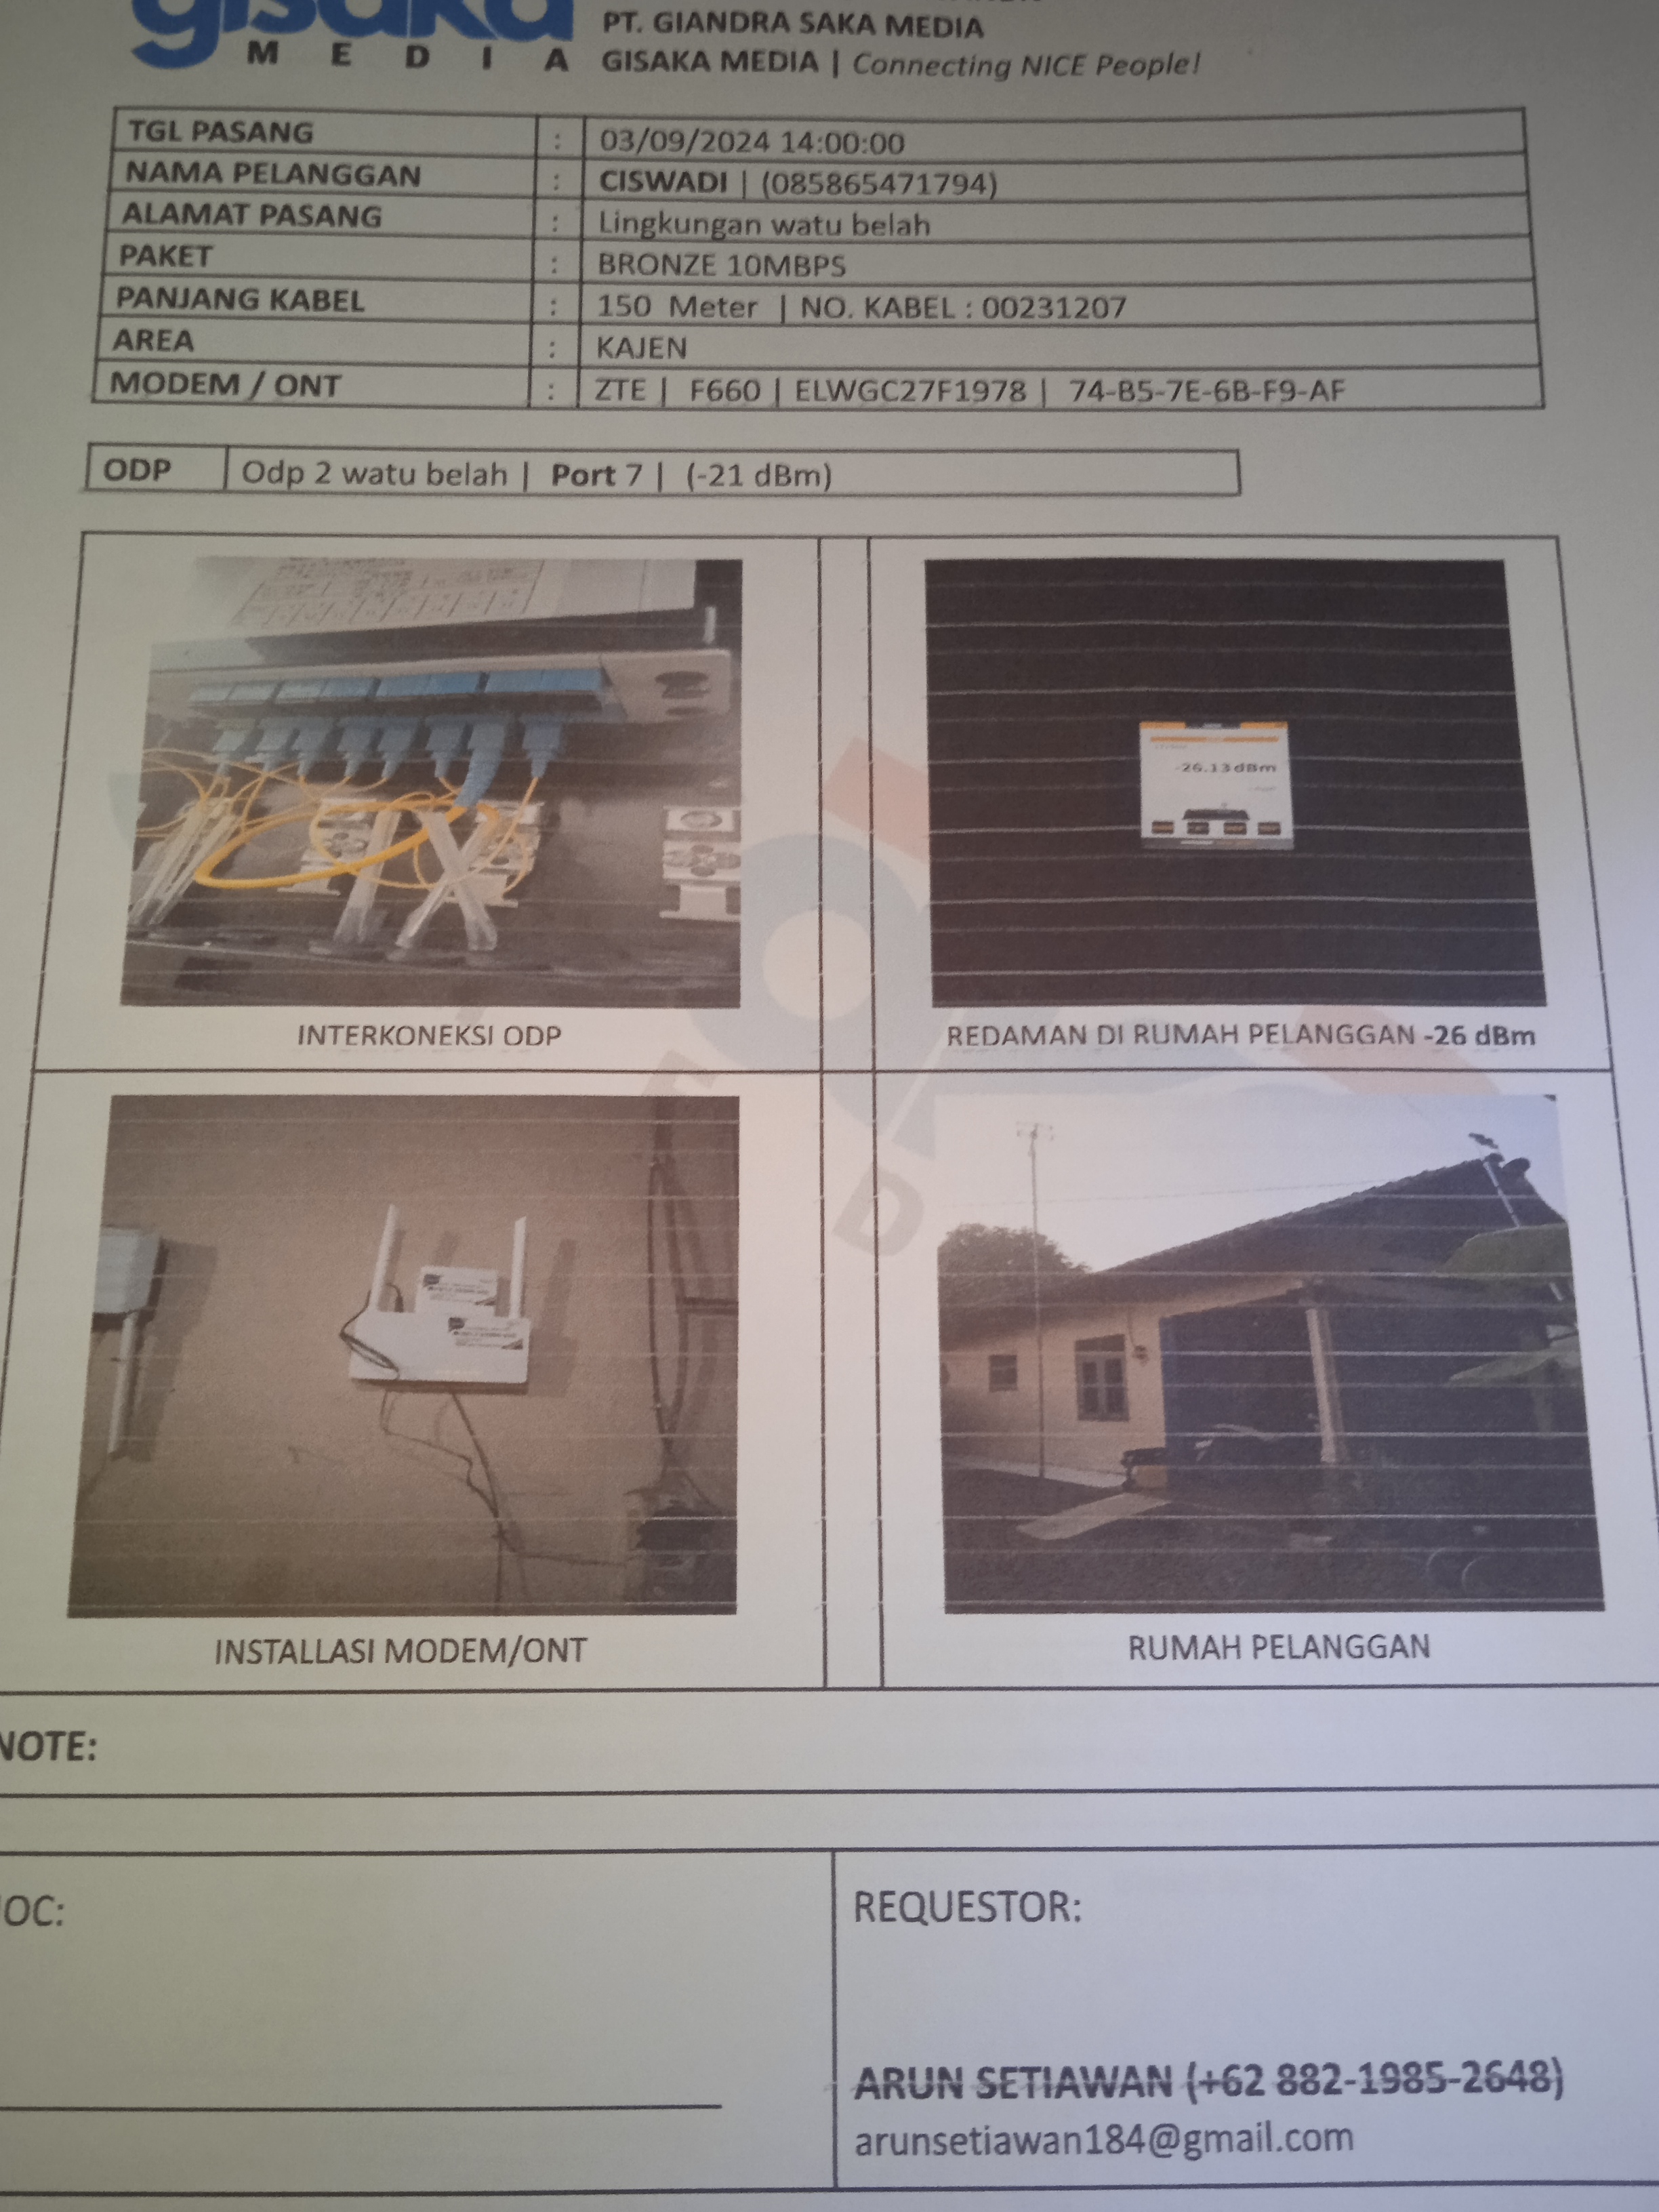 gisaka
MEDIA
PT. GIANDRA SAKA MEDIA
GISAKA MEDIA | Connecting NICE People!
TGL PASANG : 03/09/2024 14:00:00
NAMA PELANGGAN : CISWADI | (085865471794)
ALAMAT PASANG : Lingkungan watu belah
PAKET : BRONZE 10MBPS
PANJANG KABEL : 150 Meter | NO. KABEL : 00231207
AREA : KAJEN
MODEM / ONT : ZTE | F660 | ELWGC27F1978 | 74-B5-7E-6B-F9-AF
ODP Odp 2 watu belah | Port 7 | (-21 dBm)
-26.13dBm
INTERKONEKSI ODP
REDAMAN DI RUMAH PELANGGAN -26 dBm
INSTALLASI MODEM/ONT
RUMAH PELANGGAN
NOTE:
OC:
REQUESTOR:
ARUN SETIAWAN (+62 882-1985-2648)
arunsetiawan184@gmail.com